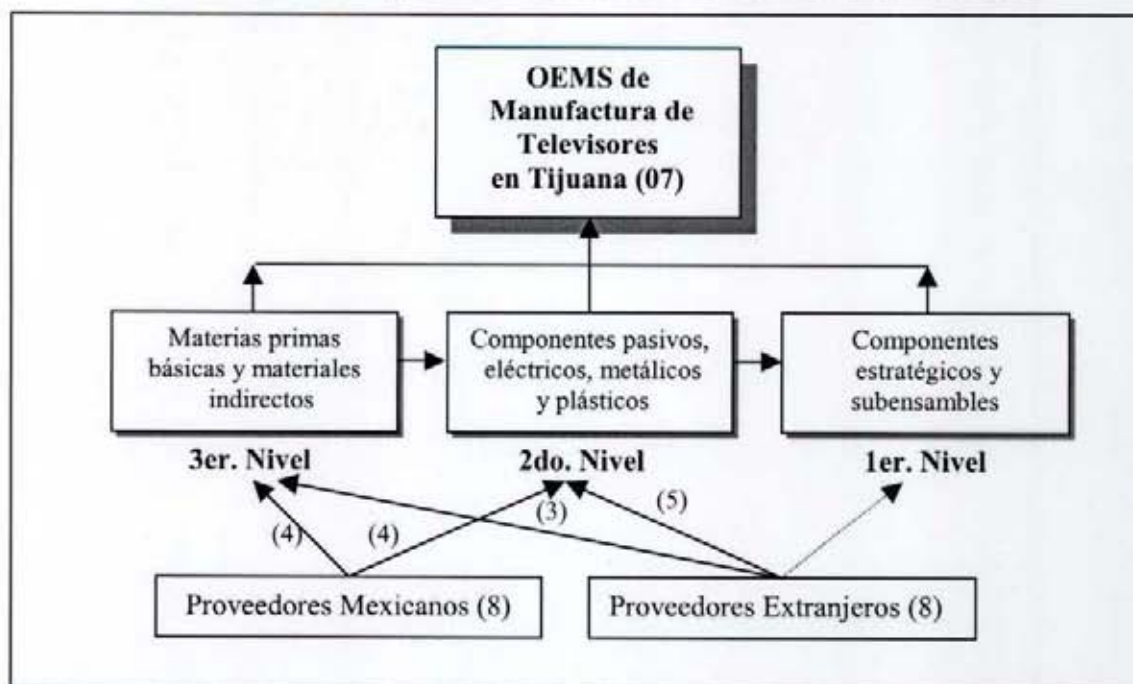 OEMS de
Manufactura de
Televisores
en Tijuana (07)
Materias primas
básicas y materiales
indirectos
Componentes pasivos,
eléctricos, metálicos
y plásticos
Componentes
estratégicos y
subensambles
3er. Nivel
2do. Nivel
1er. Nivel
(4)
(4)
(3)
(5)
Proveedores Mexicanos (8)
Proveedores Extranjeros (8)